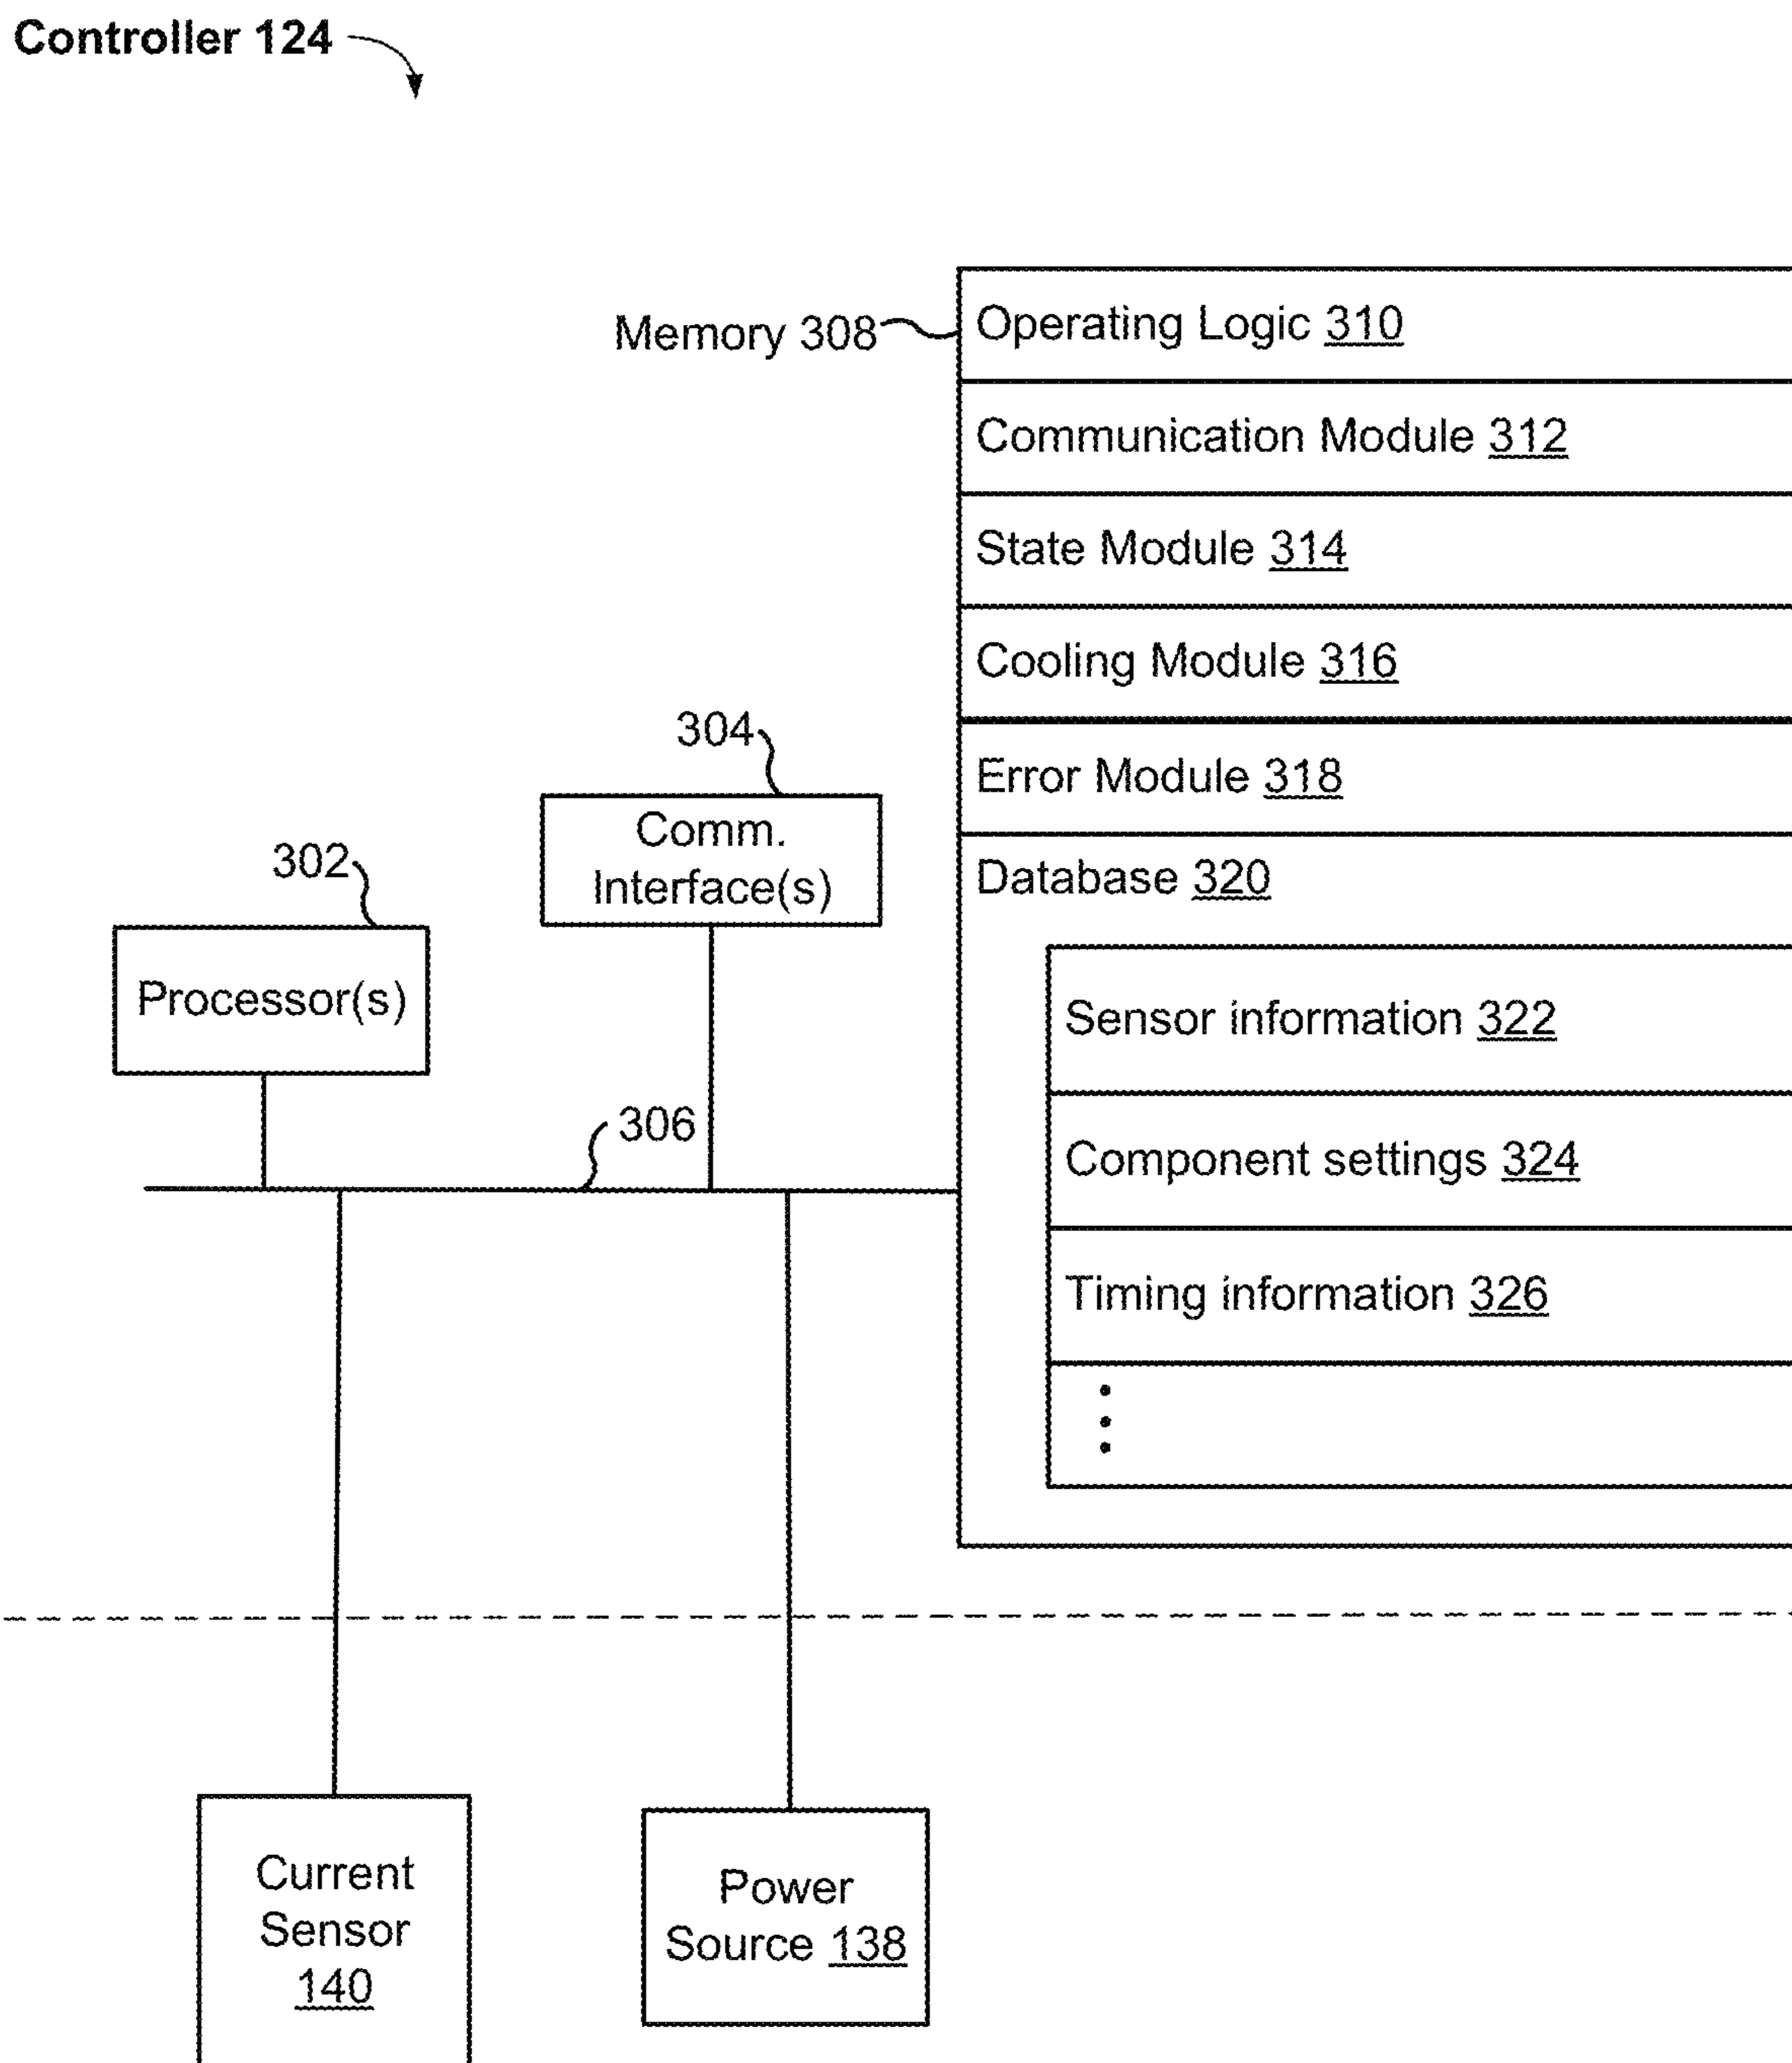 Controller 124
Memory 308
Operating Logic 310
Communication Module 312
State Module 314
Cooling Module 316
Error Module 318
Database 320
Sensor information 322
Component settings 324
Timing information 326
304
Comm.
Interface(s)
302
Processor(s)
306
Current
Sensor
140
Power
Source 138